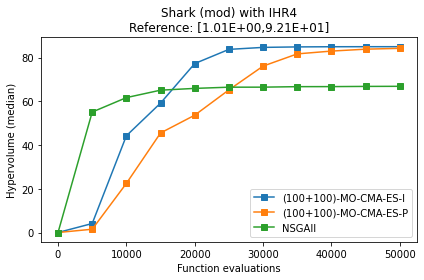 Shark (mod) with IHR4
Reference: [1.01E+00,9.21E+01]
Hypervolume (median)
80
60
40
20
0
(100+100)-MO-CMA-ES-I
(100+100)-MO-CMA-ES-P
NSGAII
0 10000 20000 30000 40000 50000
Function evaluations